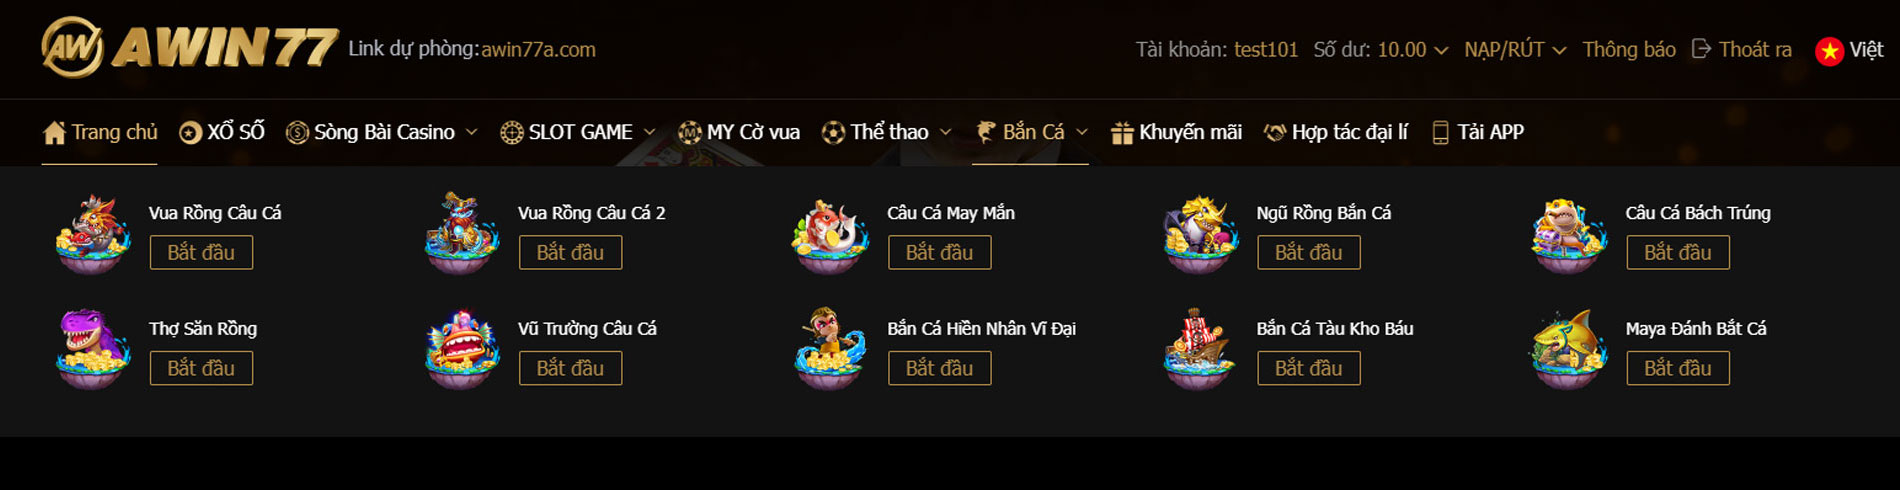 AW AWIN77 Link dự phòng:awin77a.com Tài khoản: test101 Số dư: 10.00 NẠP/RÚT Thông báo Thoát ra Việt
Trang chủ XỔ SỐ Sòng Bài Casino SLOT GAME MY Cờ vua Thể thao Bắn Cá Khuyến mãi Hợp tác đại lí Tải APP
Vua Rồng Câu Cá Vua Rồng Câu Cá 2 Câu Cá May Mắn Ngũ Rồng Bắn Cá Câu Cá Bách Trúng
Bắt đầu Bắt đầu Bắt đầu Bắt đầu Bắt đầu
Thợ Săn Rồng Vũ Trường Câu Cá Bắn Cá Hiền Nhân Vĩ Đại Bắn Cá Tàu Kho Báu Maya Đánh Bắt Cá
Bắt đầu Bắt đầu Bắt đầu Bắt đầu Bắt đầu